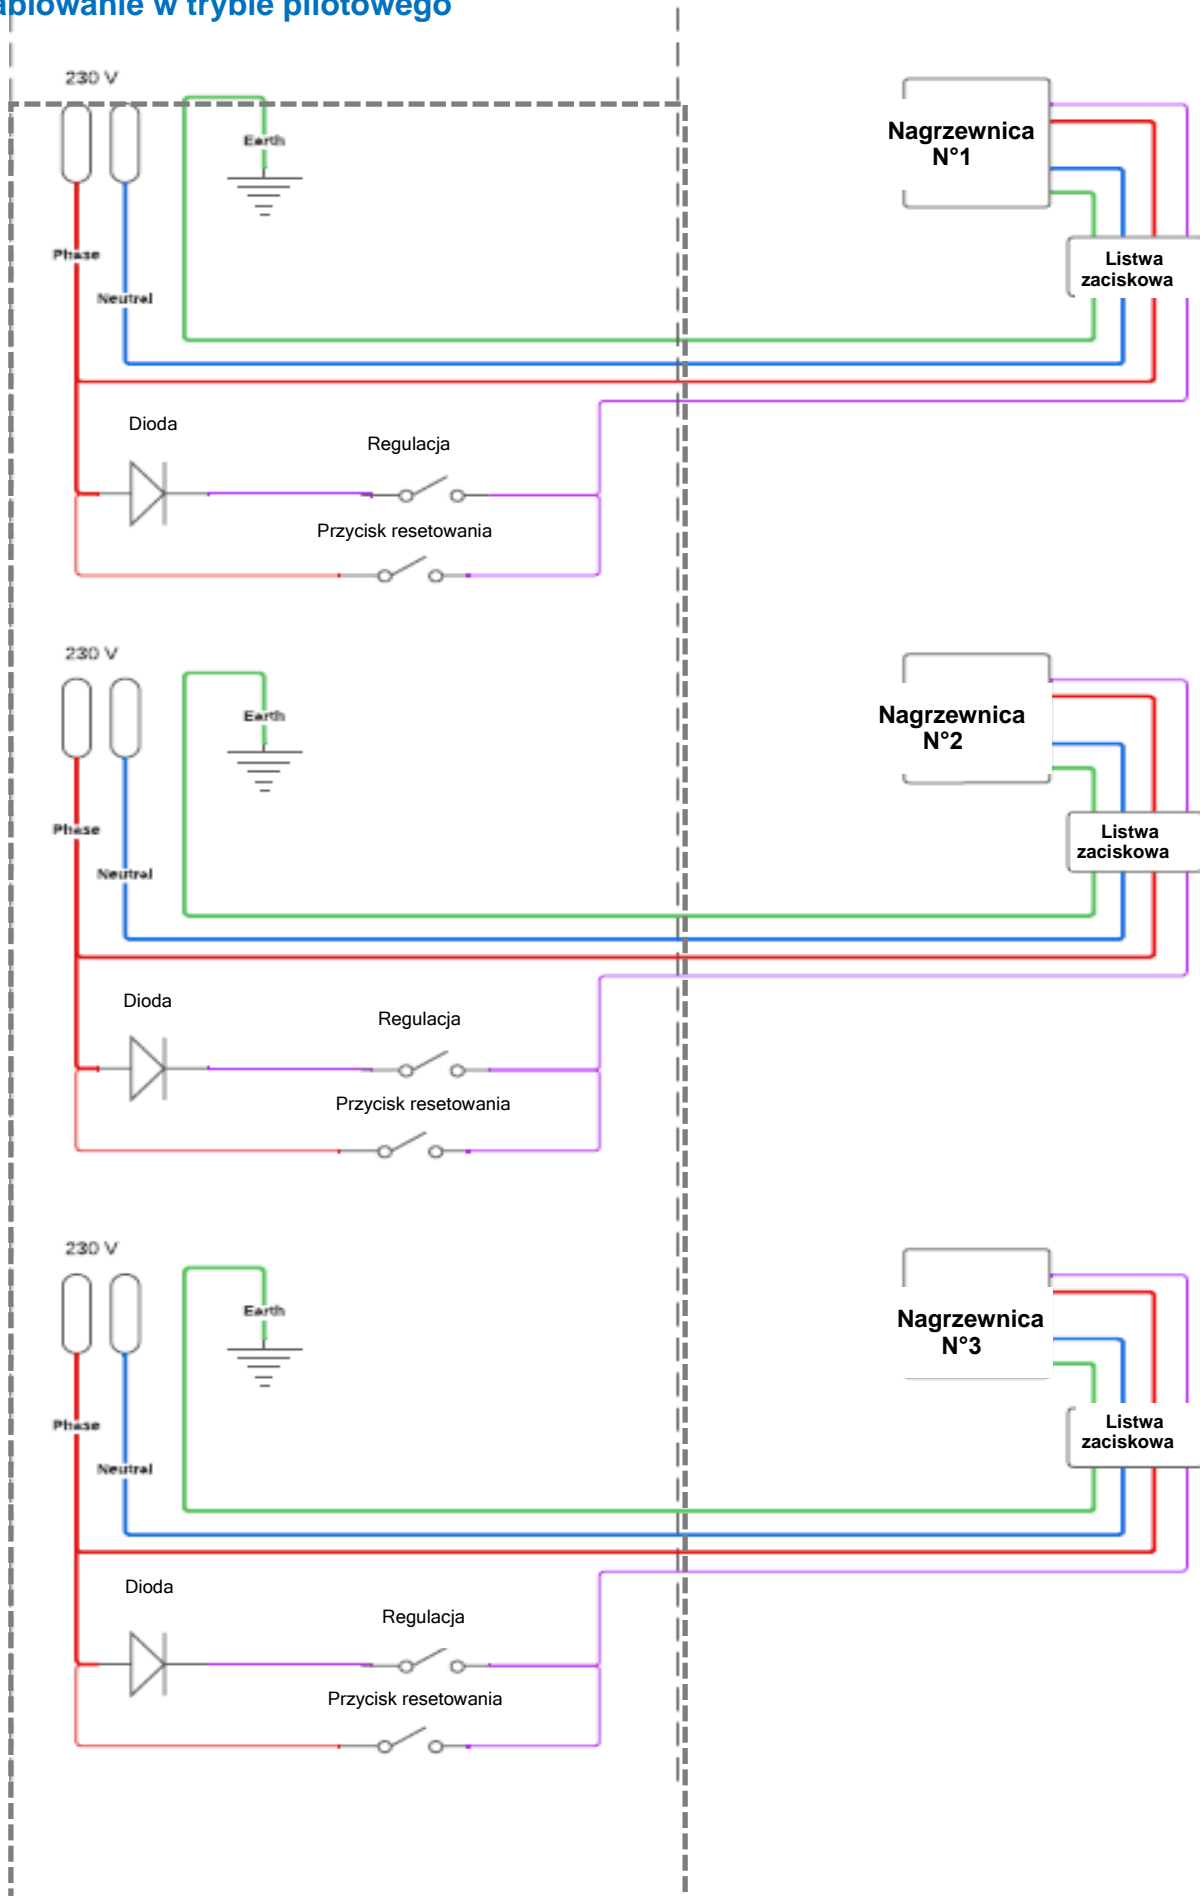 ablowanie w trybie pilotowego
230 V
Earth
Nagrzewnica
N°1
Phase
Neutral
Listwa
zaciskowa
Dioda
Regulacja
Przycisk resetowania
230 V
Earth
Nagrzewnica
N°2
Phase
Neutral
Listwa
zaciskowa
Dioda
Regulacja
Przycisk resetowania
230 V
Earth
Nagrzewnica
N°3
Phase
Neutral
Listwa
zaciskowa
Dioda
Regulacja
Przycisk resetowania